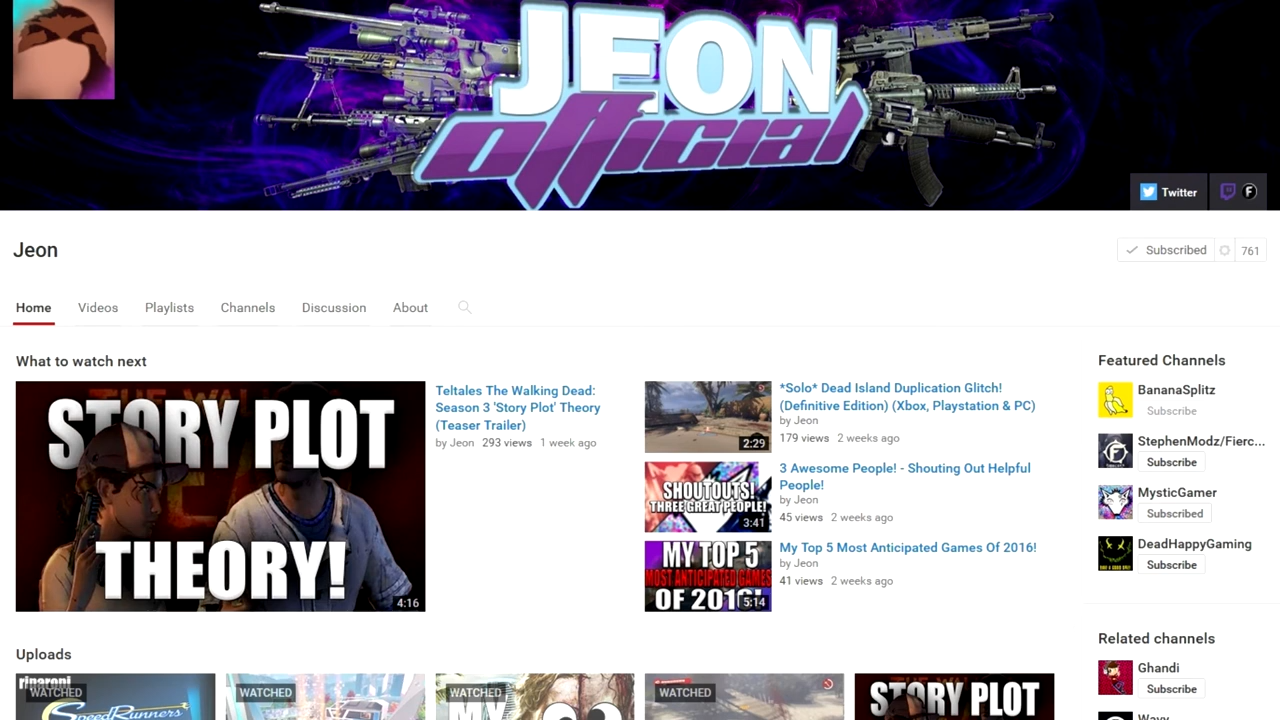 JEON
Official
Twitter
F
Jeon
Subscribed
761
Home
Videos
Playlists
Channels
Discussion
About
What to watch next
STORY PLOT
THEORY!
4:16
Teltales The Walking Dead:
Season 3 'Story Plot' Theory
(Teaser Trailer)
by Jeon 293 views 1 week ago
2:29
*Solo* Dead Island Duplication Glitch!
(Definitive Edition) (Xbox, Playstation & PC)
by Jeon
179 views 2 weeks ago
SHOUTOUTS!
THREE GREAT PEOPLE!
3:41
3 Awesome People! - Shouting Out Helpful
People!
by Jeon
45 views 2 weeks ago
MY TOP 5
MOST ANTICIPATED GAMES
OF 2016!
5:14
My Top 5 Most Anticipated Games Of 2016!
by Jeon
41 views 2 weeks ago
Featured Channels
BananaSplitz
Subscribe
StephenModz/Fierc...
Subscribe
MysticGamer
Subscribed
DeadHappyGaming
Subscribe
Related channels
Ghandi
Subscribe
Wavy
Uploads
WATCHED
SpeedRunners
WATCHED
WATCHED
MY
WATCHED
STORY PLOT